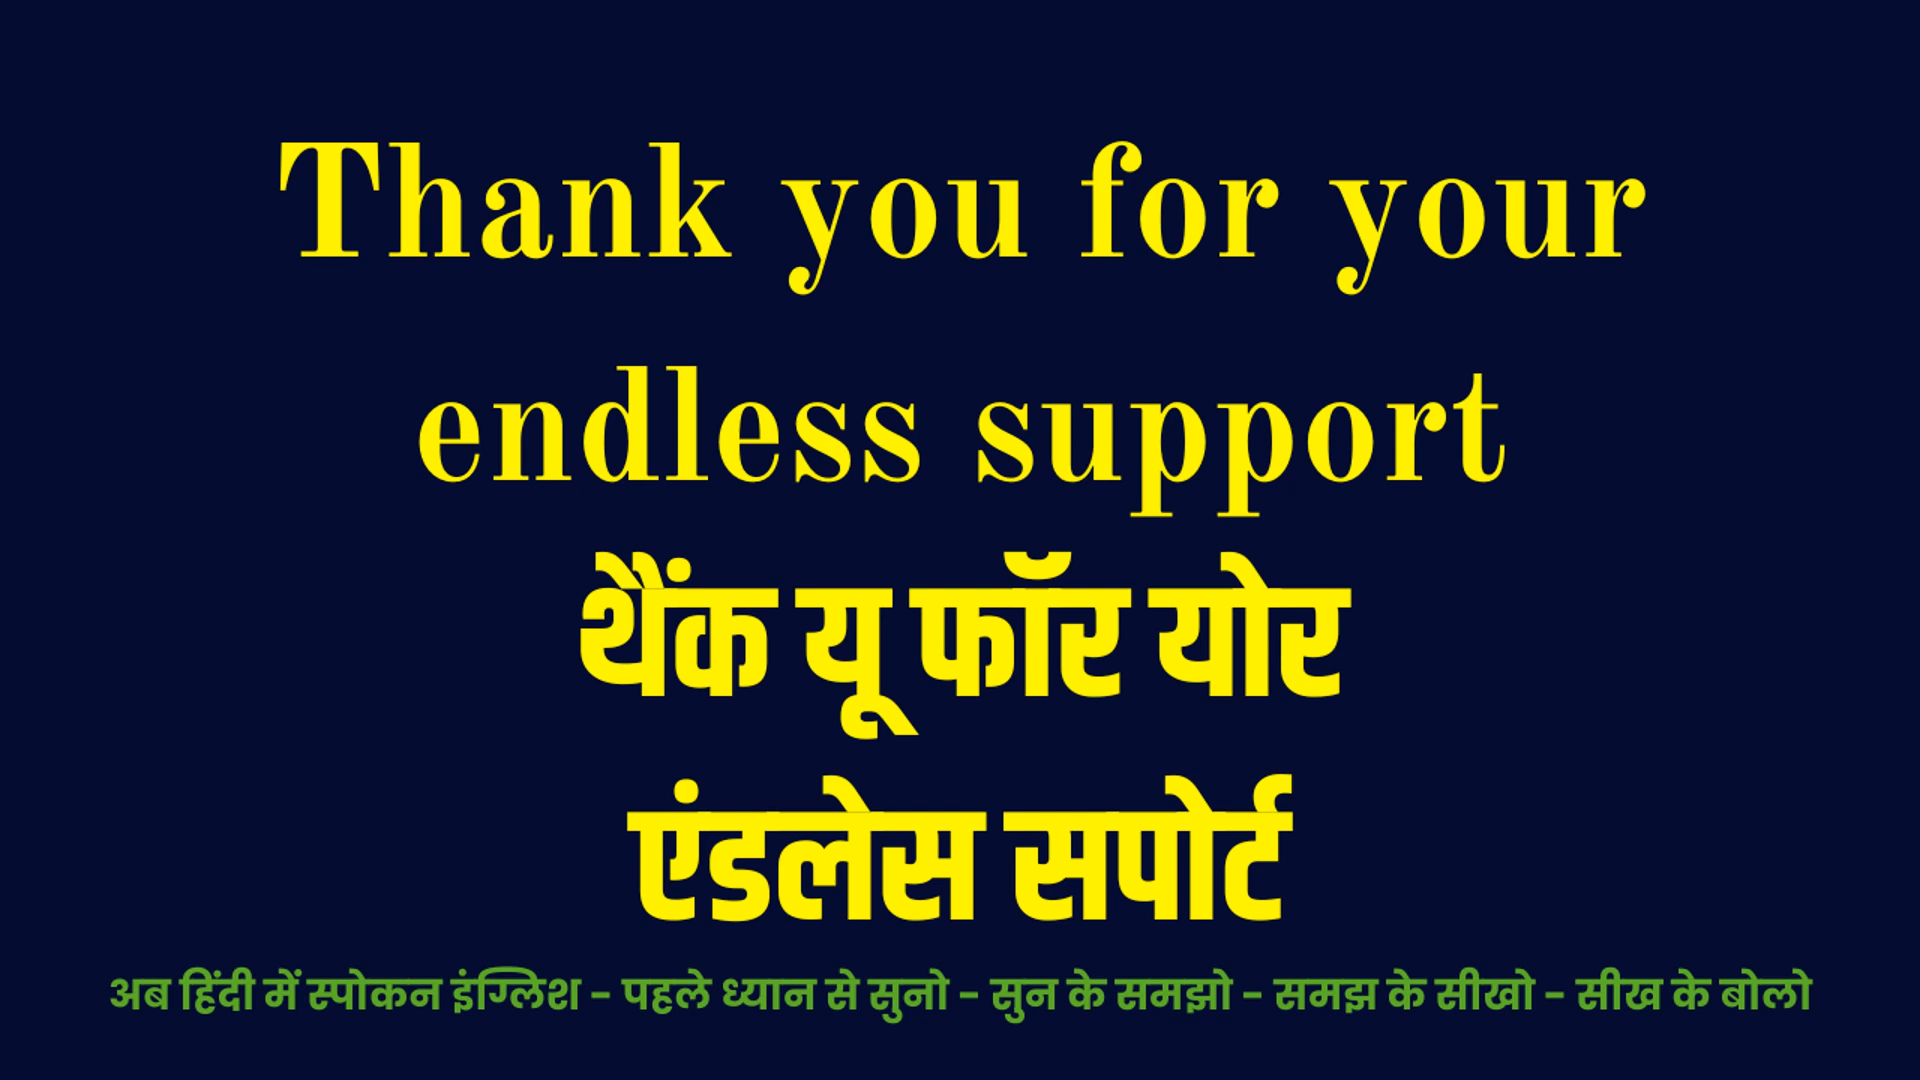 Thank you for your
endless support
थैंक यू फॉर योर
एंडलेस सपोर्ट
अब हिंदी में स्पोकन इंग्लिश - पहले ध्यान से सुनो - सुन के समझो - समझ के सीखो - सीख के बोलो